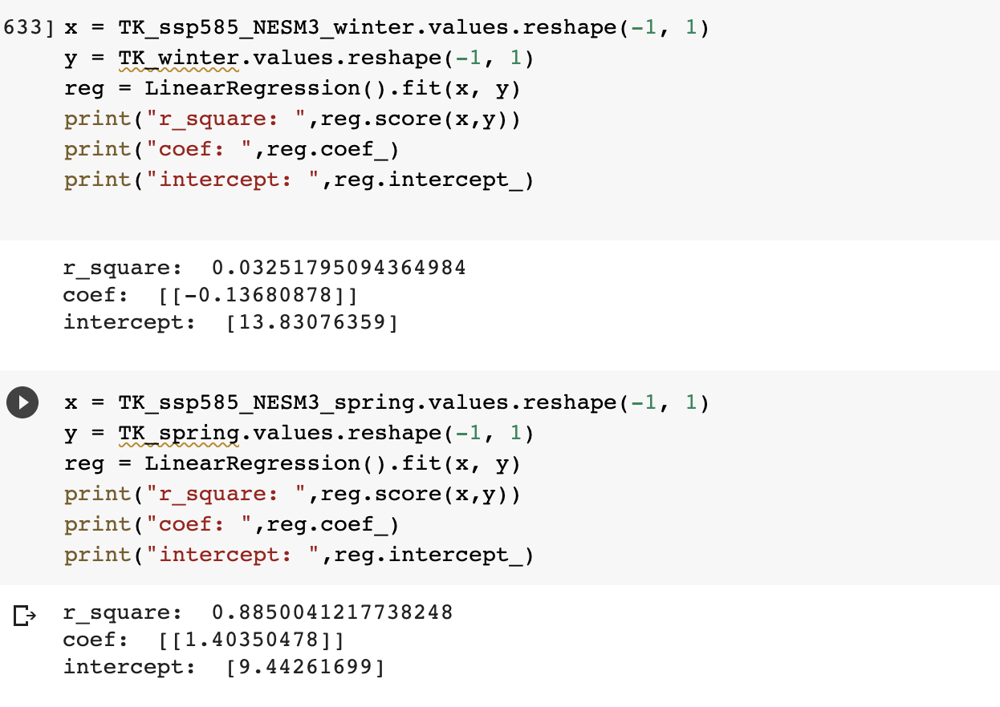 633] x = TK_ssp585_NESM3_winter.values.reshape(-1, 1)
y = TK_winter.values.reshape(-1, 1)
reg = LinearRegression().fit(x, y)
print("r_square: ",reg.score(x,y))
print("coef: ",reg.coef_)
print("intercept: ",reg.intercept_)
r_square:  0.03251795094364984
coef:  [[-0.13680878]]
intercept:  [13.83076359]
x = TK_ssp585_NESM3_spring.values.reshape(-1, 1)
y = TK_spring.values.reshape(-1, 1)
reg = LinearRegression().fit(x, y)
print("r_square: ",reg.score(x,y))
print("coef: ",reg.coef_)
print("intercept: ",reg.intercept_)
r_square:  0.8850041217738248
coef:  [[1.40350478]]
intercept:  [9.44261699]